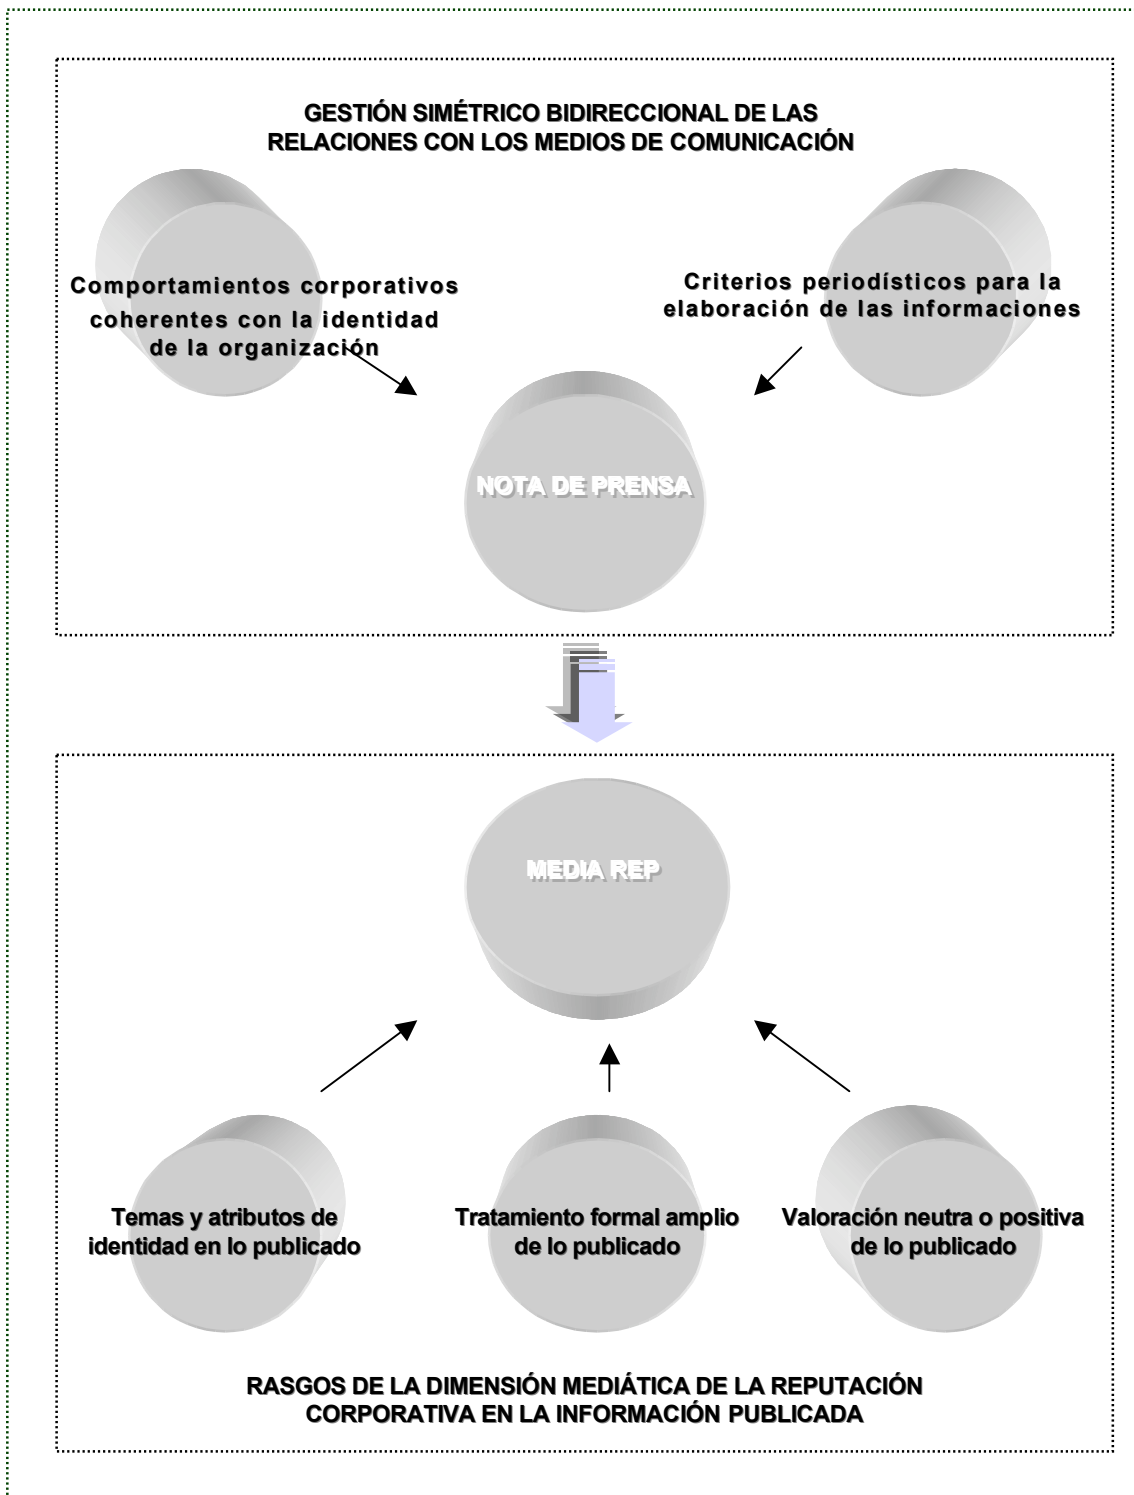 GESTIÓN SIMÉTRICO BIDIRECCIONAL DE LAS
RELACIONES CON LOS MEDIOS DE COMUNICACIÓN
Comportamientos corporativos
coherentes con la identidad
de la organización
Criterios periodísticos para la
elaboración de las informaciones
NOTA DE PRENSA
MEDIA REP
Temas y atributos de
identidad en lo publicado
Tratamiento formal amplio
de lo publicado
Valoración neutra o positiva
de lo publicado
RASGOS DE LA DIMENSIÓN MEDIÁTICA DE LA REPUTACIÓN
CORPORATIVA EN LA INFORMACIÓN PUBLICADA